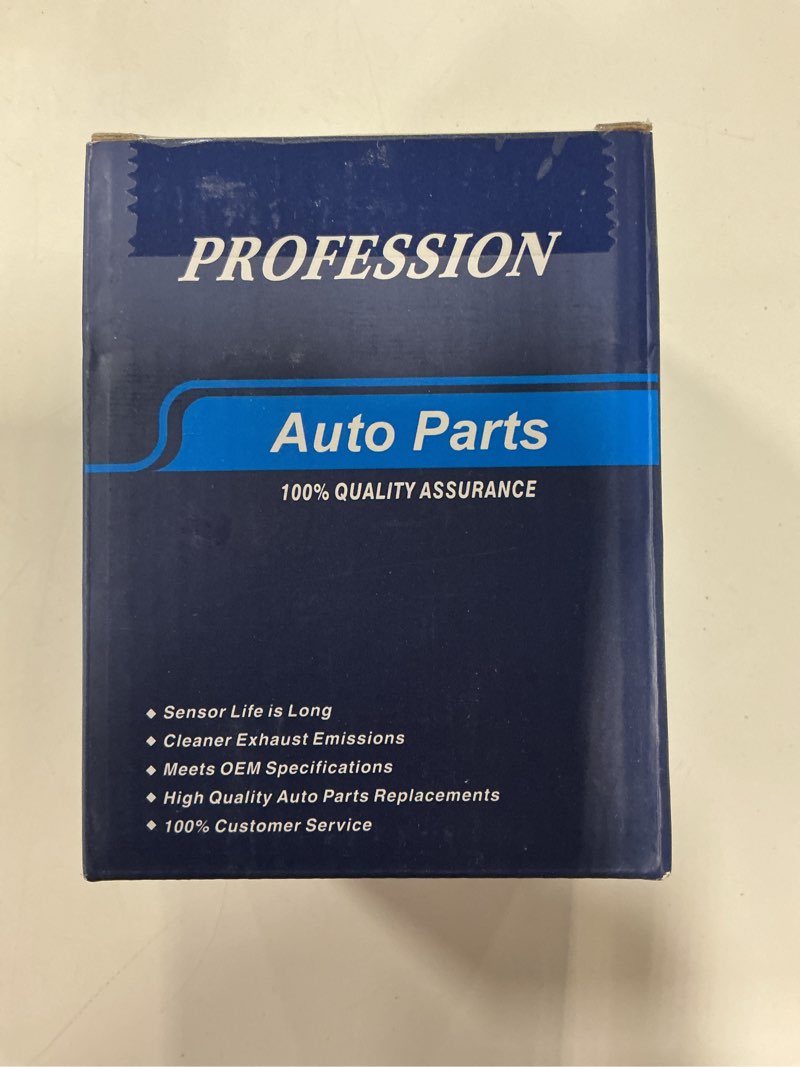 PROFESSION
Auto Parts
100% QUALITY ASSURANCE
◆ Sensor Life is Long
◆ Cleaner Exhaust Emissions
◆ Meets OEM Specifications
◆ High Quality Auto Parts Replacements
◆ 100% Customer Service